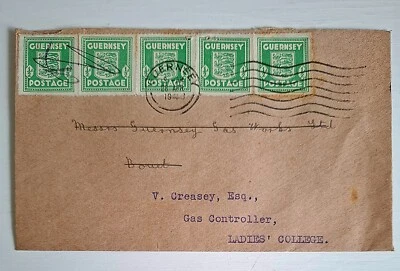 GUERNSEY GUERNSEY GUERNSEY GUERNSEY GUERNSEY
POSTAGE POSTAGE POSTAGE POSTAGE POSTAGE
GUERNSEY
APR
Messrs Guernsey Gas Works Ltd
V. Creasey, Esq.,
Gas Controller,
LADIES' COLLEGE.